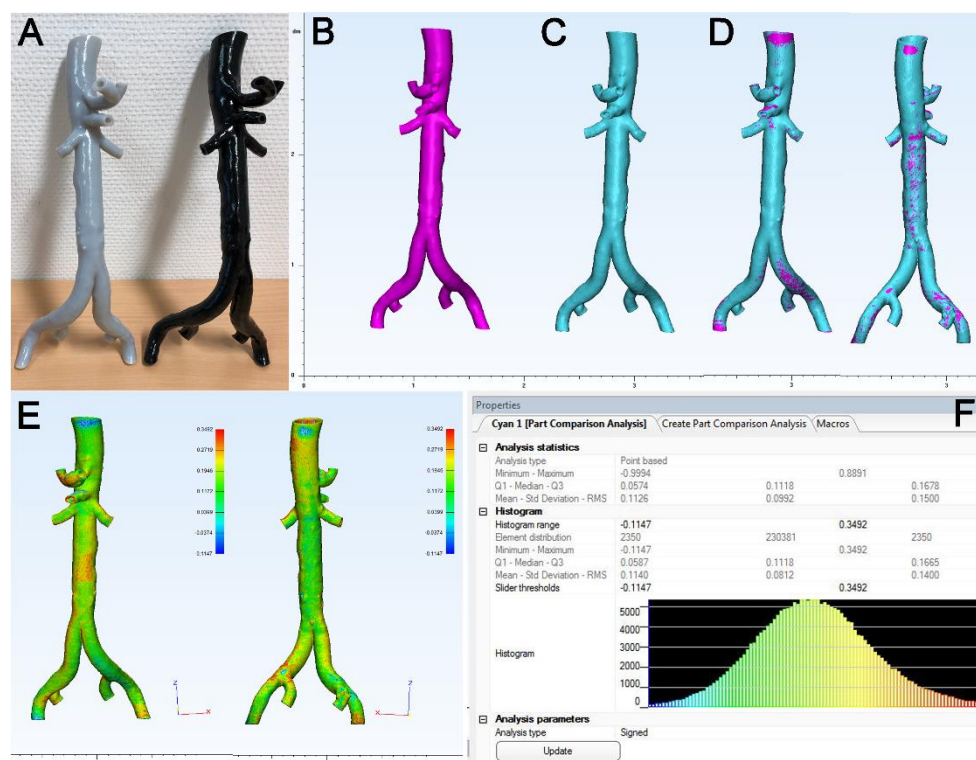 A
B
C
D
dm
2
1
0
0
1
2
3
3
3
E
0.3492
0.2719
0.1946
0.1172
0.0399
-0.0374
0.1147
0.3492
0.2719
0.1946
0.1172
0.0399
-0.0374
-0.1147
Z
X
Z
X
F
Properties
Cyan 1 [Part Comparison Analysis] Create Part Comparison Analysis Macros
Analysis statistics
Analysis type Point based
Minimum - Maximum -0.9994 0.8891
Q1 - Median - Q3 0.0574 0.1118 0.1678
Mean - Std Deviation - RMS 0.1126 0.0992 0.1500
Histogram
Histogram range -0.1147 0.3492
Element distribution 2350 230381 2350
Minimum - Maximum -0.1147 0.3492
Q1 - Median - Q3 0.0587 0.1118 0.1665
Mean - Std Deviation - RMS 0.1140 0.0812 0.1400
Slider thresholds -0.1147 0.3492
Histogram
5000
4000
3000
2000
1000
0
Analysis parameters
Analysis type Signed
Update